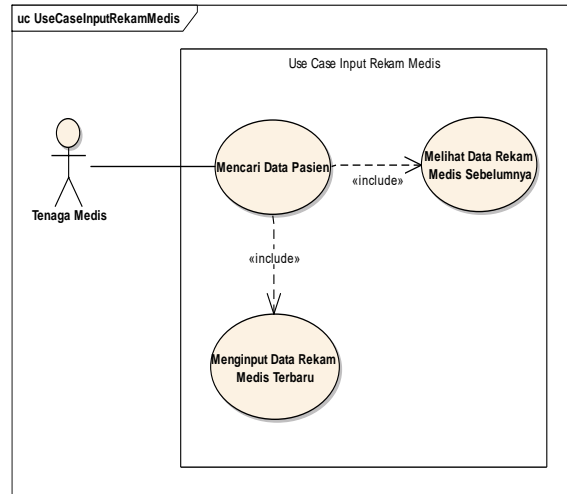 uc UseCaseInputRekamMedis
Use Case Input Rekam Medis
Tenaga Medis
Mencari Data Pasien
«include»
Melihat Data Rekam
Medis Sebelumnya
«include»
Menginput Data Rekam
Medis Terbaru